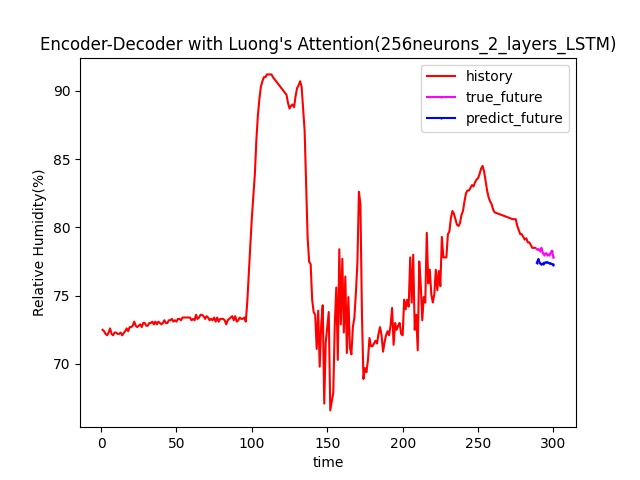 Encoder-Decoder with Luong's Attention(256neurons_2_layers_LSTM)
history
true_future
predict_future
Relative Humidity(%)
90
85
80
75
70
0 50 100 150 200 250 300
time